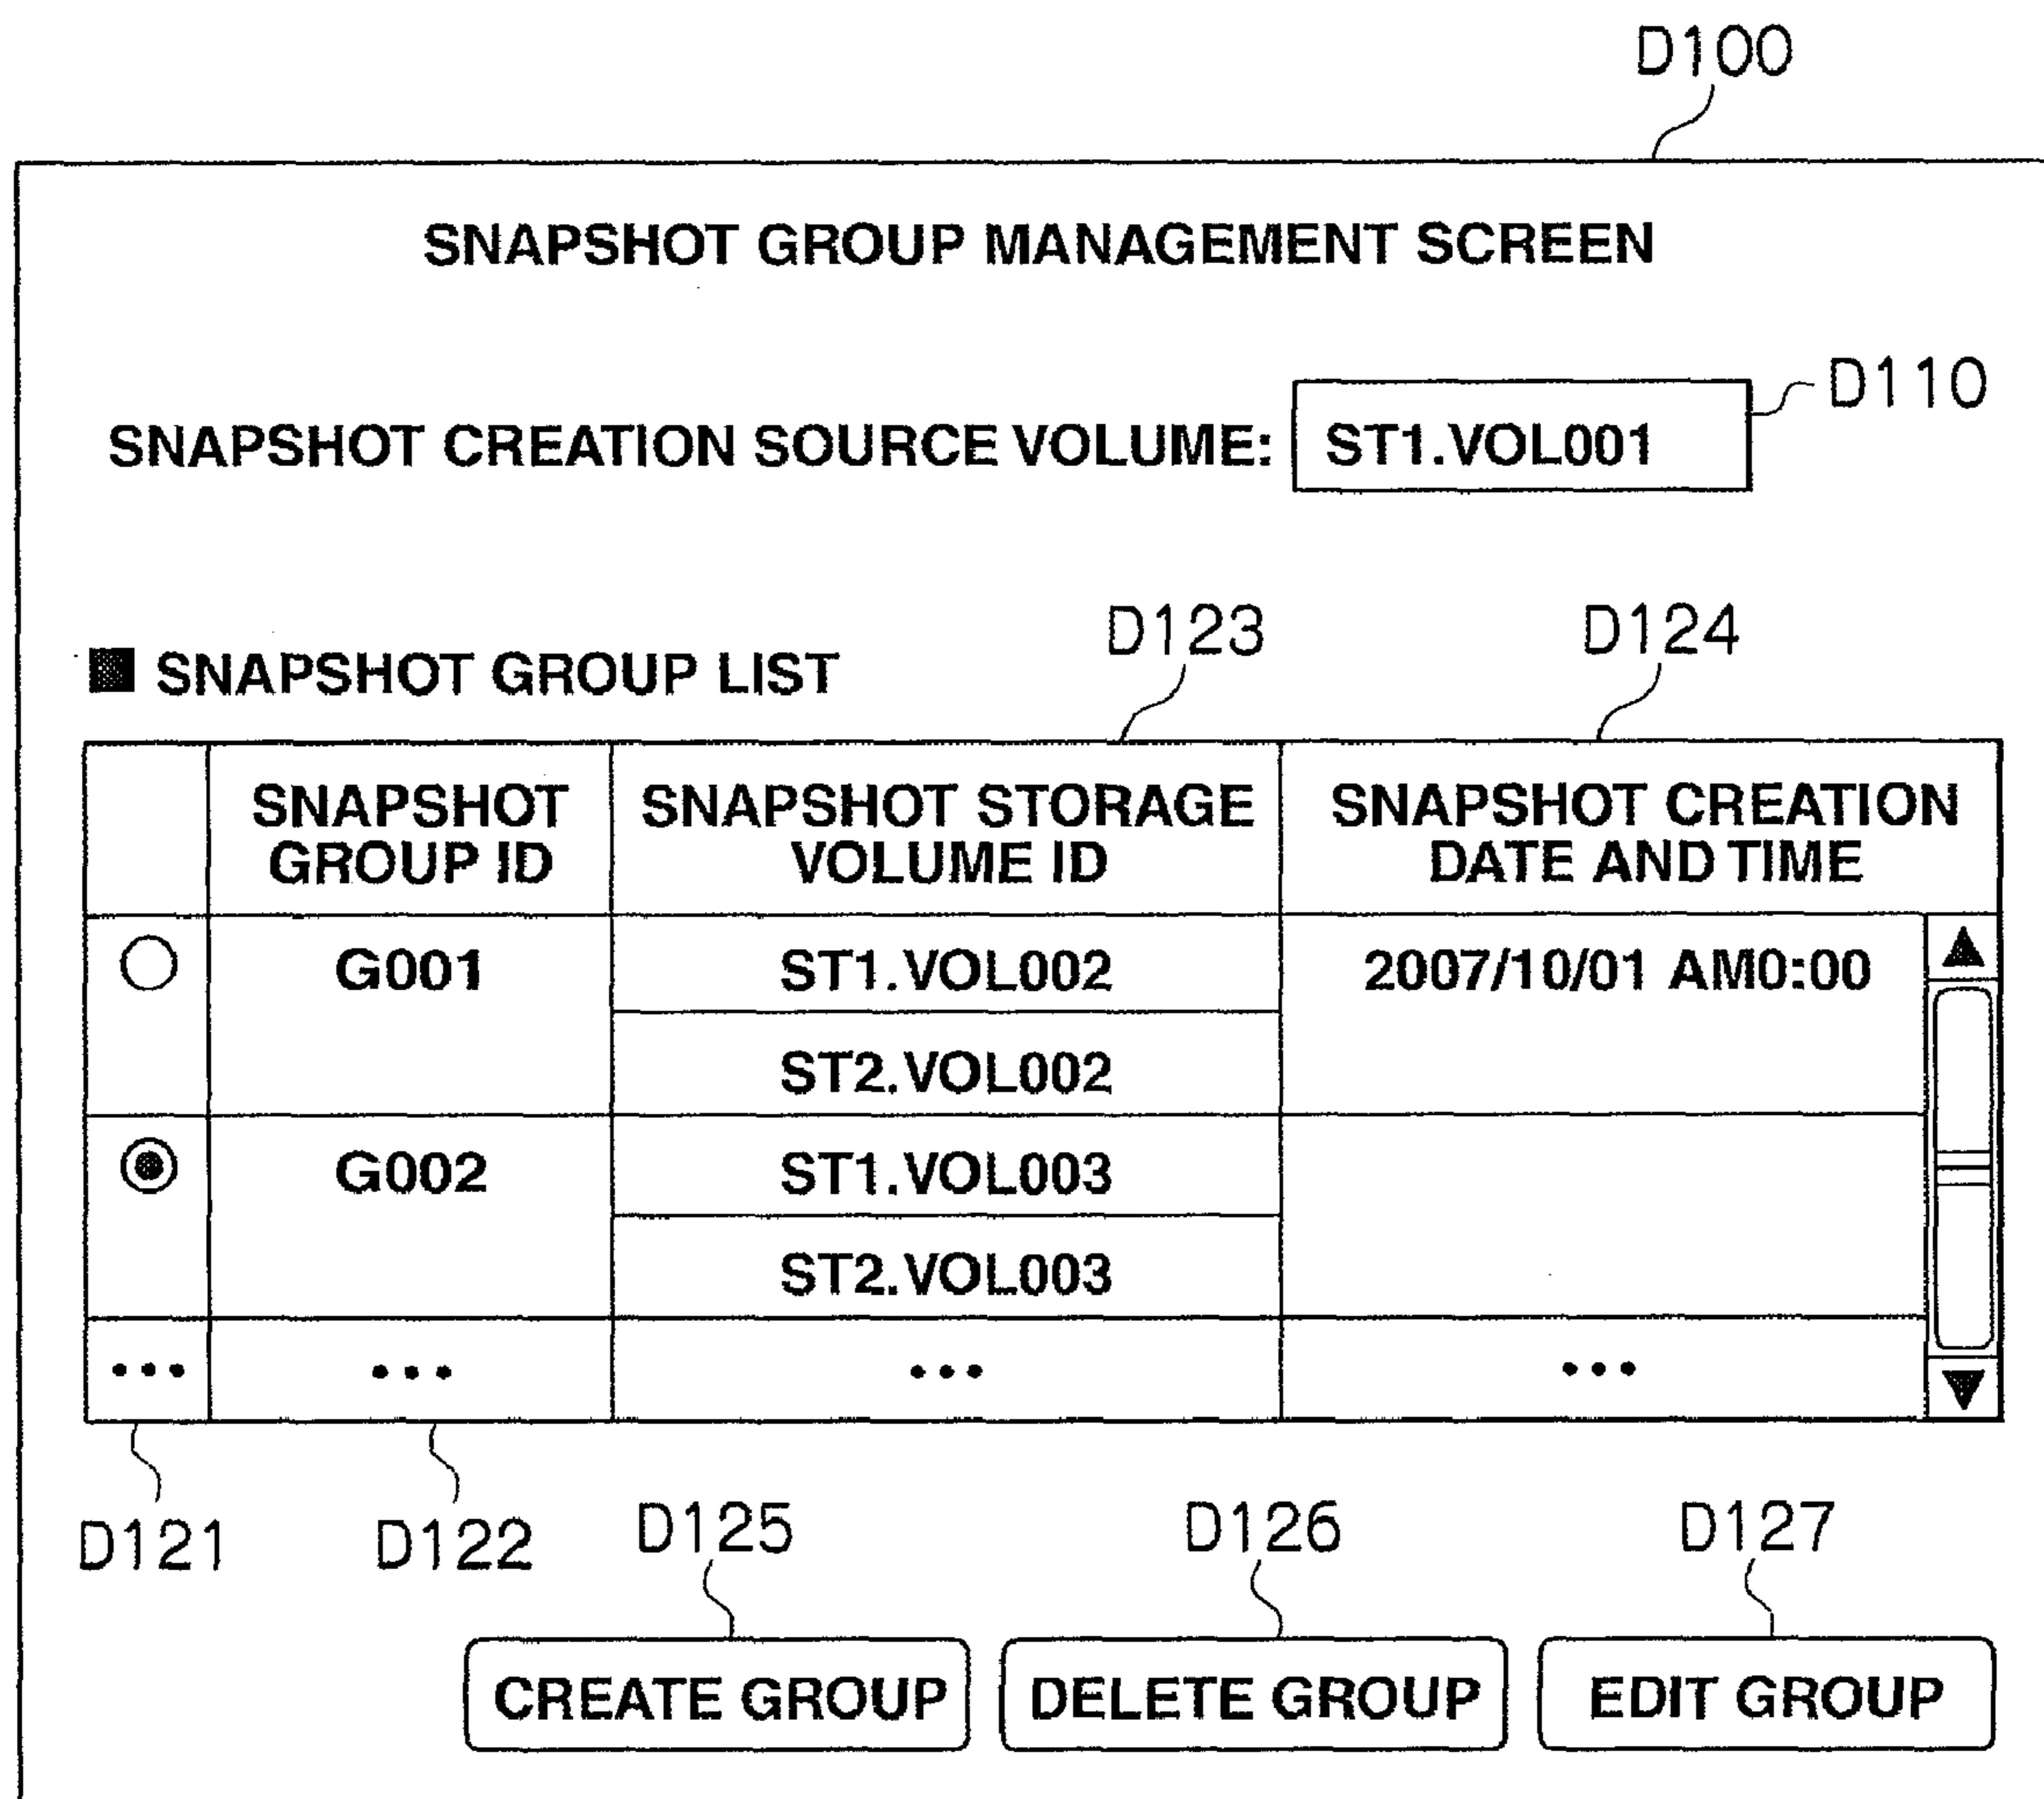 D100
SNAPSHOT GROUP MANAGEMENT SCREEN
D110
SNAPSHOT CREATION SOURCE VOLUME: ST1.VOL001
D123 D124
SNAPSHOT GROUP LIST
SNAPSHOT GROUP ID
SNAPSHOT STORAGE VOLUME ID
SNAPSHOT CREATION DATE AND TIME
G001 ST1.VOL002 2007/10/01 AM0:00
ST2.VOL002
G002 ST1.VOL003
ST2.VOL003
... ... ... ...
D121 D122 D125 D126 D127
CREATE GROUP DELETE GROUP EDIT GROUP